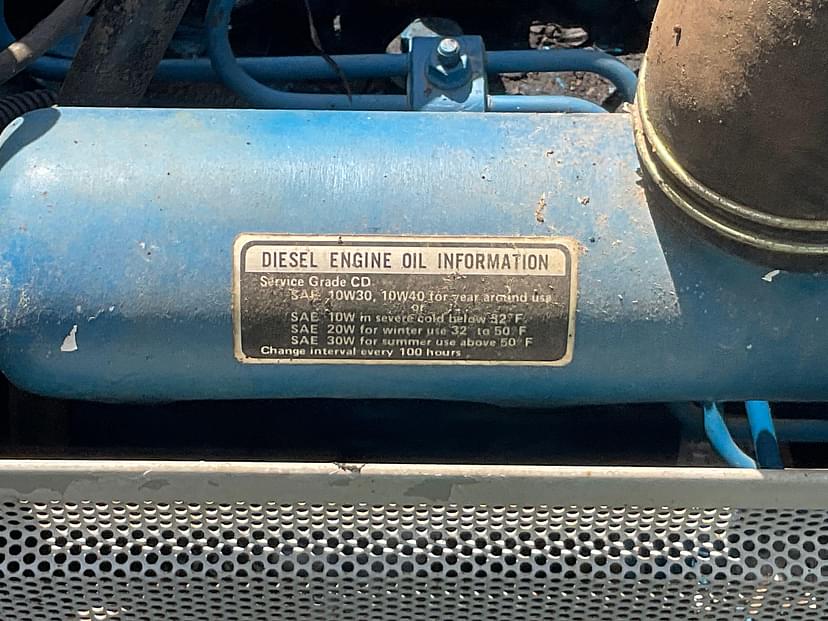 DIESEL ENGINE OIL INFORMATION
Service Grade CD
SAE 10W30, 10W40 for year around use
or
SAE 10W in severe cold below 32°F
SAE 20W for winter use 32° to 50°F
SAE 30W for summer use above 50°F
Change interval every 100 hours